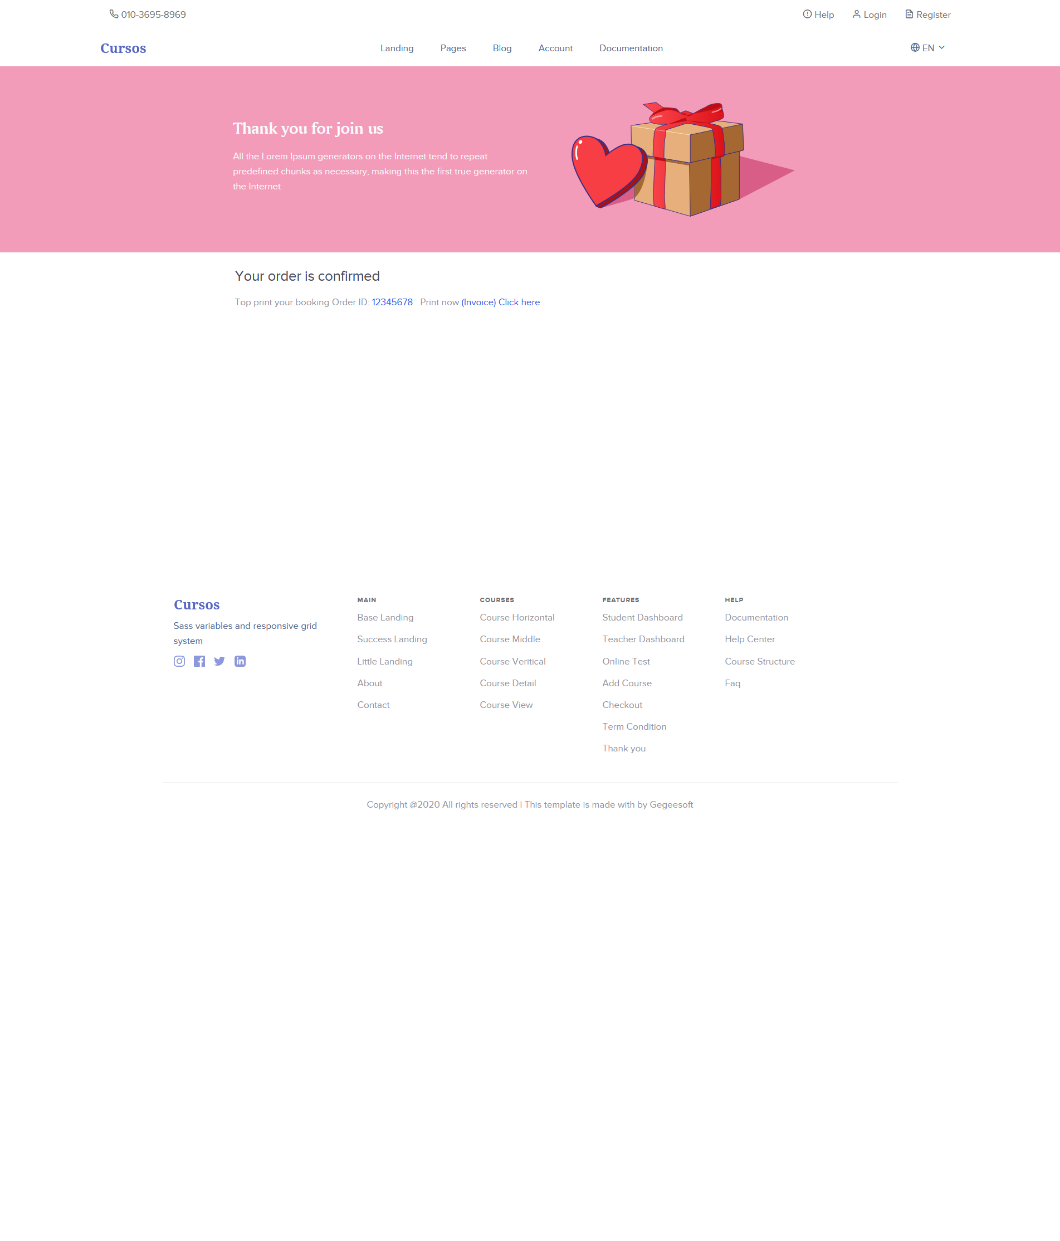 010-3695-8969
Help
Login
Register
Cursos
Landing
Pages
Blog
Account
Documentation
EN
Thank you for join us
All the Lorem Ipsum generators on the Internet tend to repeat
predefined chunks as necessary, making this the first true generator on
the Internet
Your order is confirmed
Top print your booking Order ID: 12345678 Print now (Invoice) Click here
Cursos
Sass variables and responsive grid
system
MAIN
Base Landing
Success Landing
Little Landing
About
Contact
COURSES
Course Horizontal
Course Middle
Course Veritical
Course Detail
Course View
FEATURES
Student Dashboard
Teacher Dashboard
Online Test
Add Course
Checkout
Term Condition
Thank you
HELP
Documentation
Help Center
Course Structure
Faq
Copyright @2020 All rights reserved | This template is made with by Gegeesoft